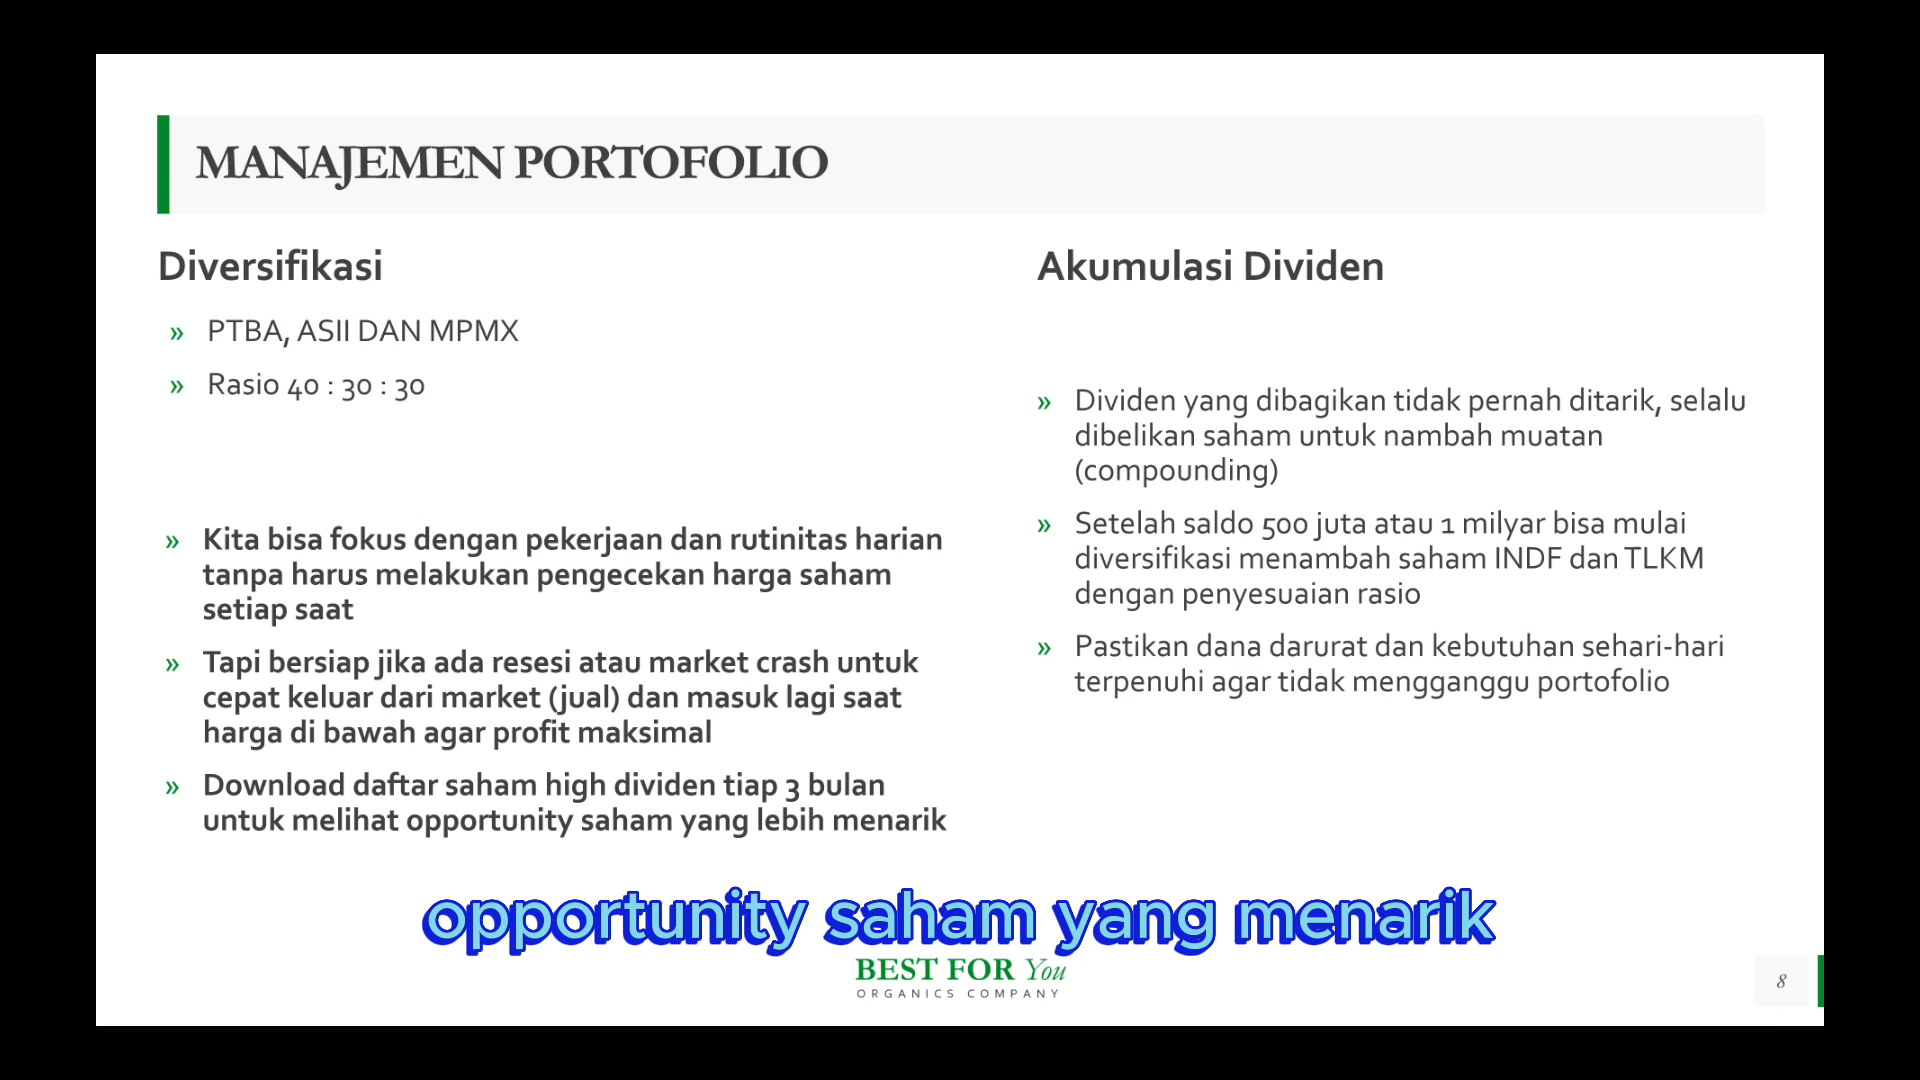 MANAJEMEN PORTOFOLIO
Diversifikasi
» PTBA, ASII DAN MPMX
» Rasio 40 : 30 : 30
» Kita bisa fokus dengan pekerjaan dan rutinitas harian
tanpa harus melakukan pengecekan harga saham
setiap saat
» Tapi bersiap jika ada resesi atau market crash untuk
cepat keluar dari market (jual) dan masuk lagi saat
harga di bawah agar profit maksimal
» Download daftar saham high dividen tiap 3 bulan
untuk melihat opportunity saham yang lebih menarik
Akumulasi Dividen
» Dividen yang dibagikan tidak pernah ditarik, selalu
dibelikan saham untuk nambah muatan
(compounding)
» Setelah saldo 500 juta atau 1 milyar bisa mulai
diversifikasi menambah saham INDF dan TLKM
dengan penyesuaian rasio
» Pastikan dana darurat dan kebutuhan sehari-hari
terpenuhi agar tidak mengganggu portofolio
opportunity saham yang menarik
BEST FOR You
ORGANICS COMPANY
8